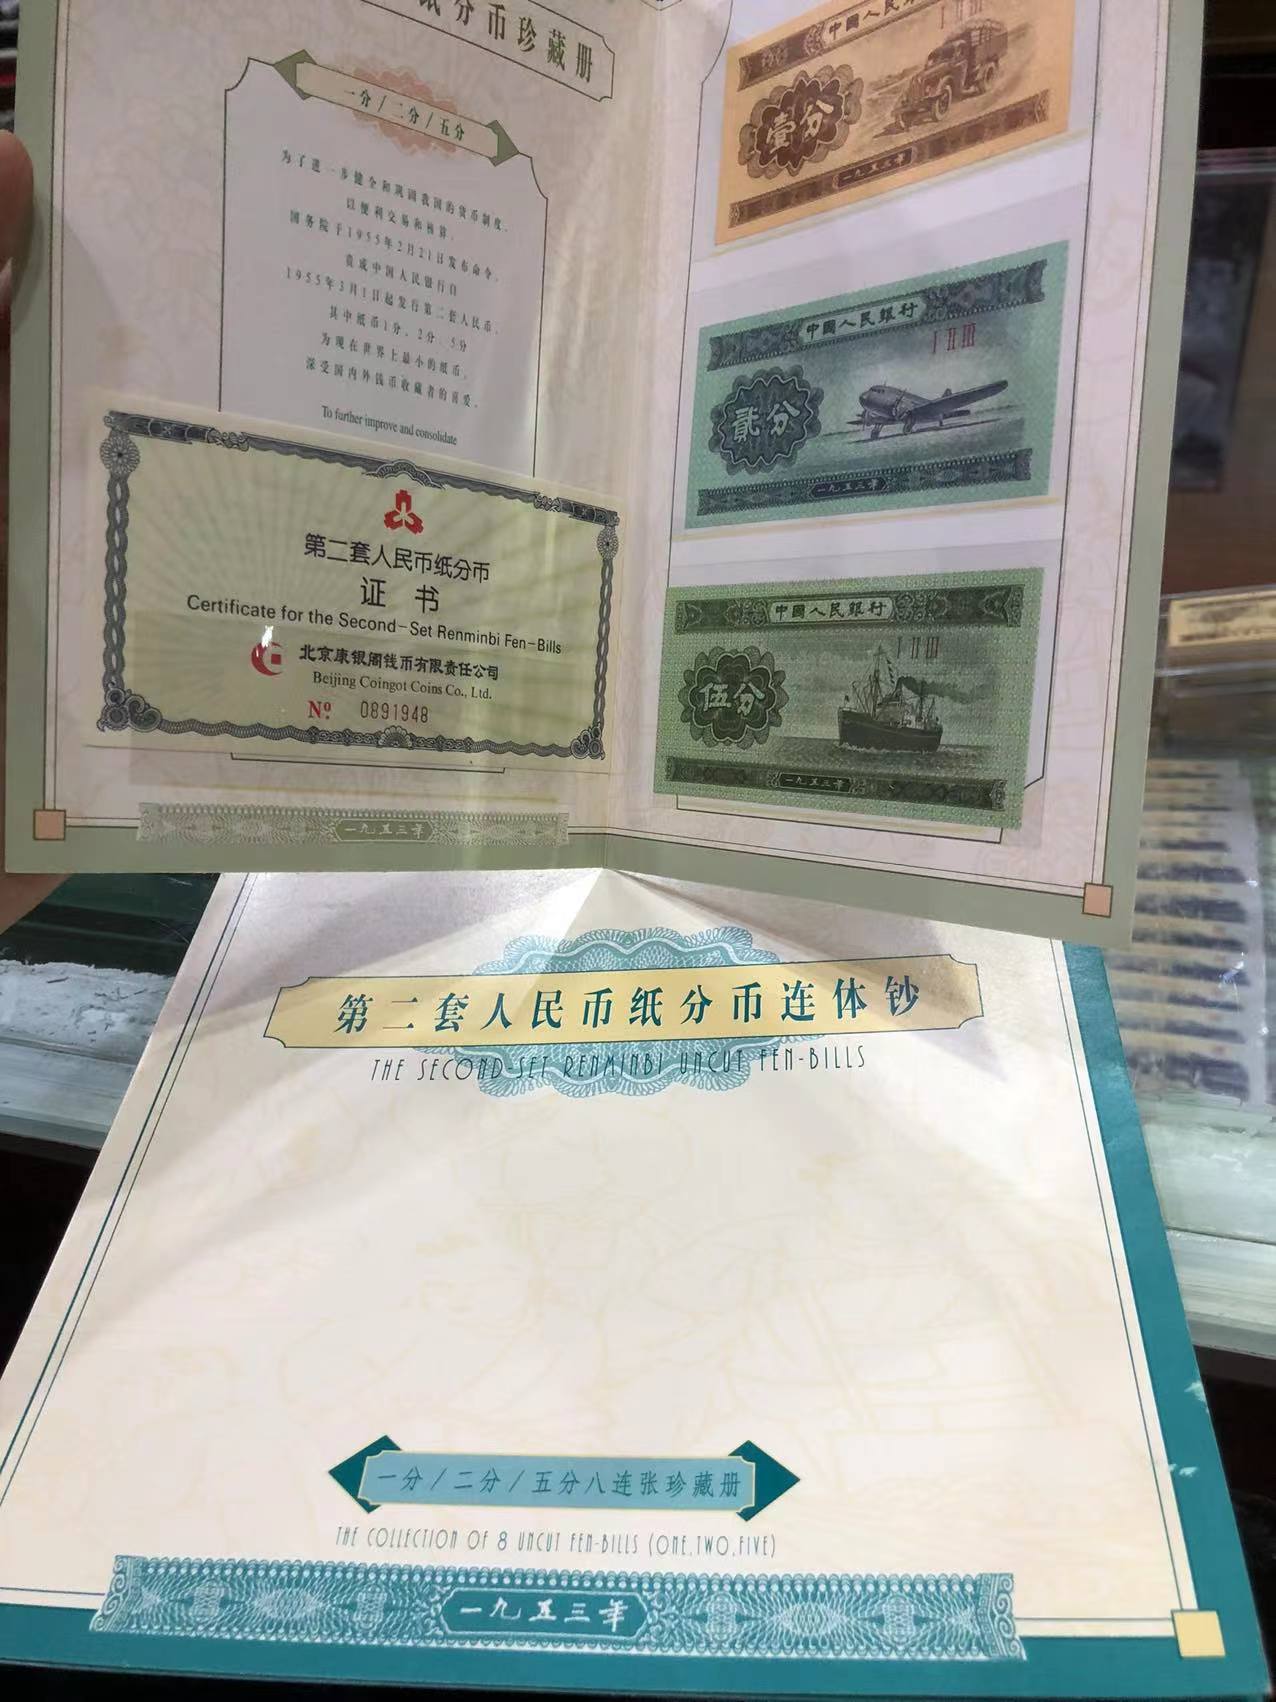 纸分币珍藏册
一分/二分/五分
为了进一步健全和巩固我国的货币制度,
以便利交易和核算,
国务院于1955年2月21日发布命令,
责成中国人民银行自
1955年3月1日起发行第二套人民币,
其中纸币1分、2分、5分
为现在世界上最小的纸币,
深受国内外钱币收藏者的喜爱。
To further improve and consolidate
第二套人民币纸分币
证书
Certificate for the Second-Set Renminbi Fen-Bills
北京康银阁钱币有限责任公司
Beijing Coingot Coins Co., Ltd.
Nº 0891948
一九五三年
中國人民
I II III
壹分
一九五三年
中國人民銀行
I II III
貳分
一九五三年
中國人民銀行
I II III
伍分
一九五三年
第二套人民币纸分币连体钞
THE SECOND-SET RENMINBI UNCUT FEN-BILLS
一分/二分/五分八连张珍藏册
THE COLLECTION OF 8 UNCUT FEN-BILLS (ONE,TWO,FIVE)
一九五三年